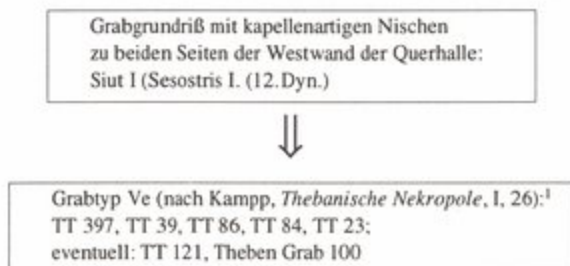 Grabgrundriß mit kapellenartigen Nischen
zu beiden Seiten der Westwand der Querhalle:
Siut I (Sesostris I. (12.Dyn.)
⇓
Grabtyp Ve (nach Kampp, Thebanische Nekropole, I, 26):¹
TT 397, TT 39, TT 86, TT 84, TT 23;
eventuell: TT 121, Theben Grab 100